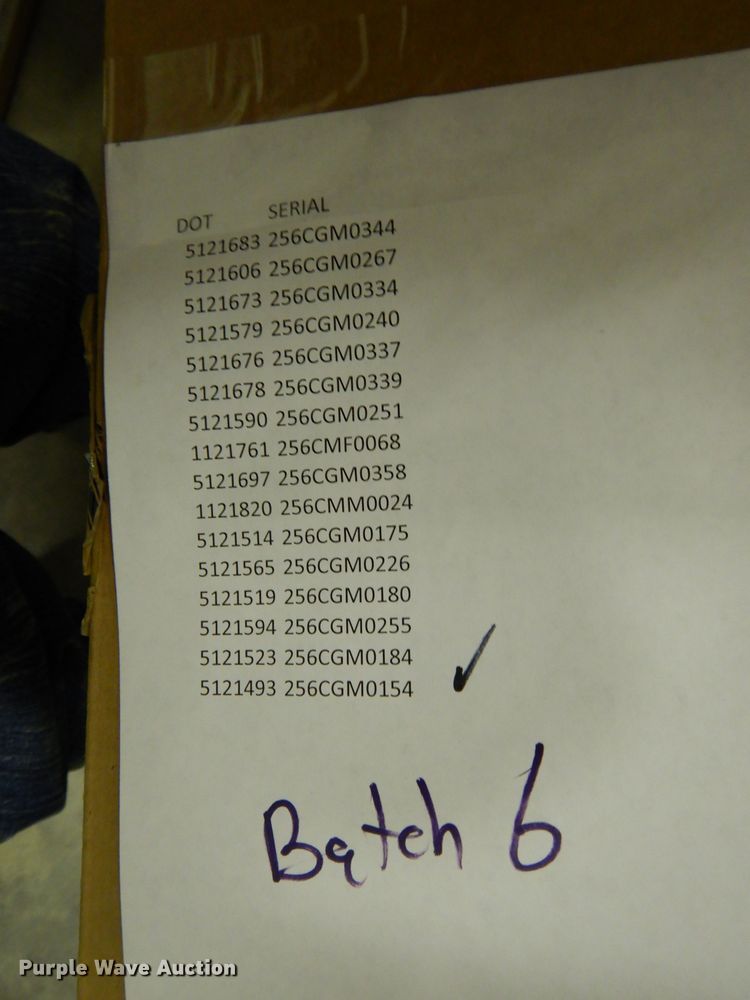 DOT SERIAL
5121683 256CGM0344
5121606 256CGM0267
5121673 256CGM0334
5121579 256CGM0240
5121676 256CGM0337
5121678 256CGM0339
5121590 256CGM0251
1121761 256CMF0068
5121697 256CGM0358
1121820 256CMM0024
5121514 256CGM0175
5121565 256CGM0226
5121519 256CGM0180
5121594 256CGM0255
5121523 256CGM0184
5121493 256CGM0154 ✓
Batch 6
Purple Wave Auction